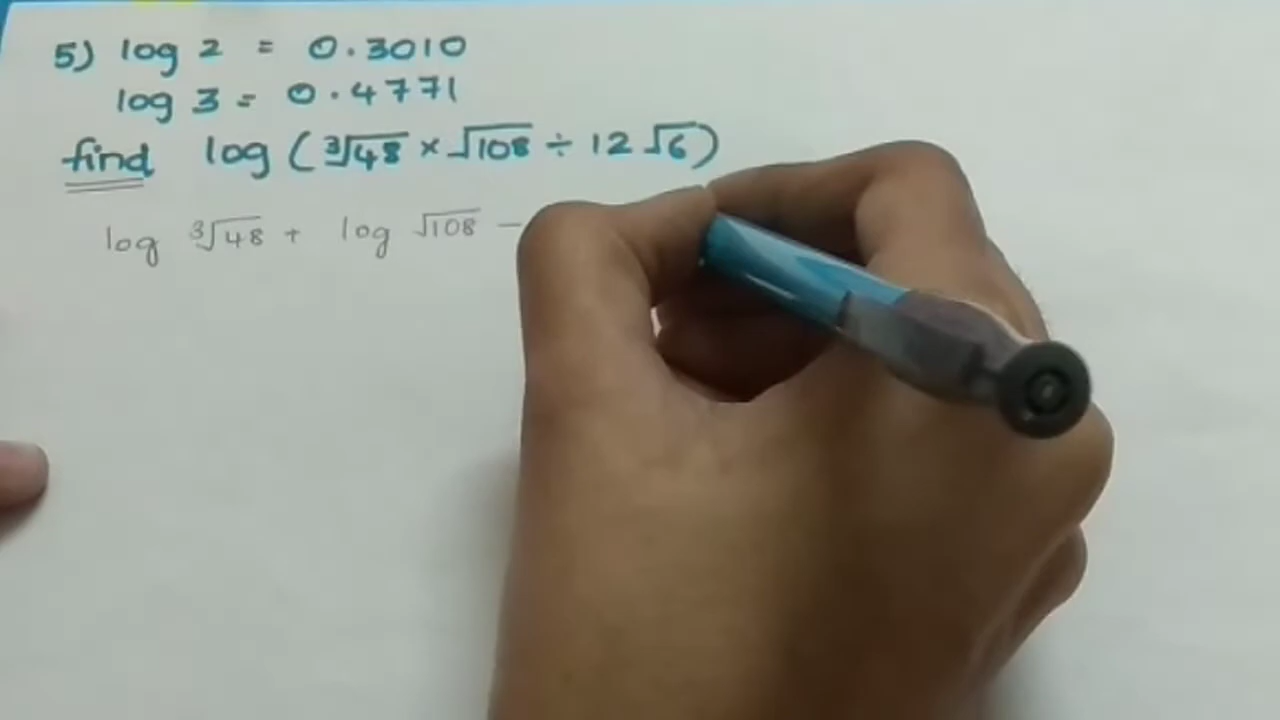 5) log 2 = 0.3010
log 3 = 0.4771
find log (∛48 × √108 ÷ 12 √6)
log ∛48 + log √108 −